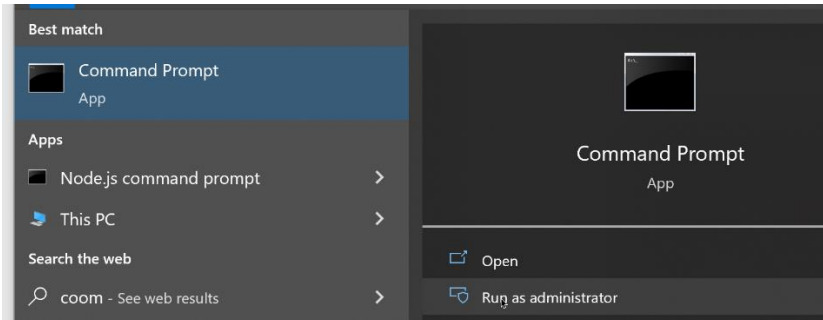 Best match
Command Prompt
App
Apps
Node.js command prompt
This PC
Search the web
coom - See web results
Command Prompt
App
Open
Run as administrator